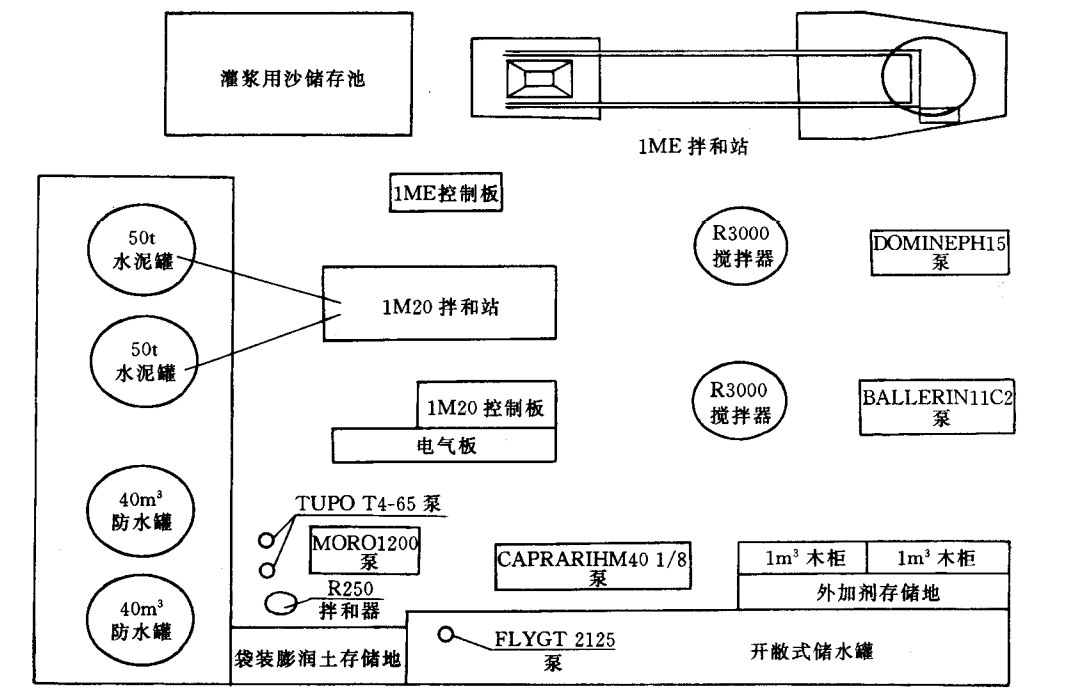 灌浆用沙储存池
1ME 拌和站
1ME控制板
50t
水泥罐
R3000
搅拌器
DOMINEPH15
泵
1M20 拌和站
50t
水泥罐
1M20 控制板
电气板
R3000
搅拌器
BALLERIN11C2
泵
40m³
防水罐
TUPO T4-65 泵
MORO1200
泵
CAPRARIHM40 1/8
泵
1m³ 木柜
1m³ 木柜
外加剂存储地
R250
拌和器
40m³
防水罐
袋装膨润土存储地
FLYGT 2125
泵
开敞式储水罐